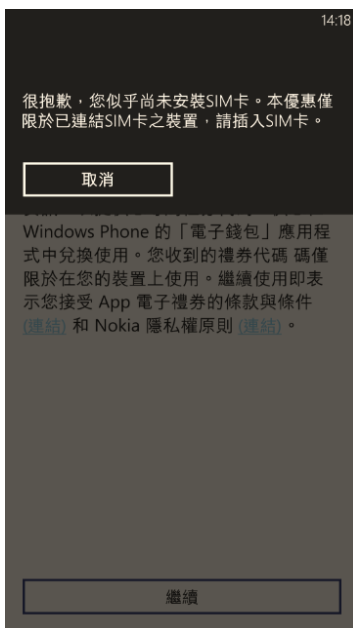 14:18
很抱歉，您似乎尚未安裝SIM卡。本優惠僅
限於已連結SIM卡之裝置，請插入SIM卡。
取消
Windows Phone 的「電子錢包」應用程
式中兌換使用。您收到的禮券代碼 碼僅
限於在您的裝置上使用。繼續使用即表
示您接受 App 電子禮券的條款與條件
(連結) 和 Nokia 隱私權原則 (連結)。
繼續